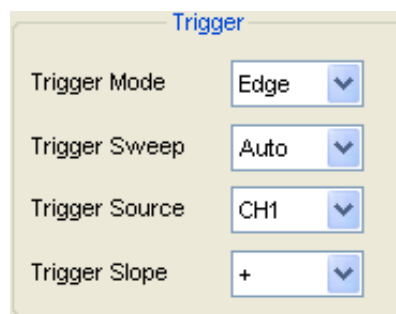 Trigger
Trigger Mode Edge
Trigger Sweep Auto
Trigger Source CH1
Trigger Slope +